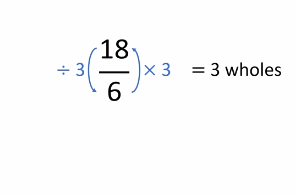 ÷ 3 18/6 × 3 = 3 wholes